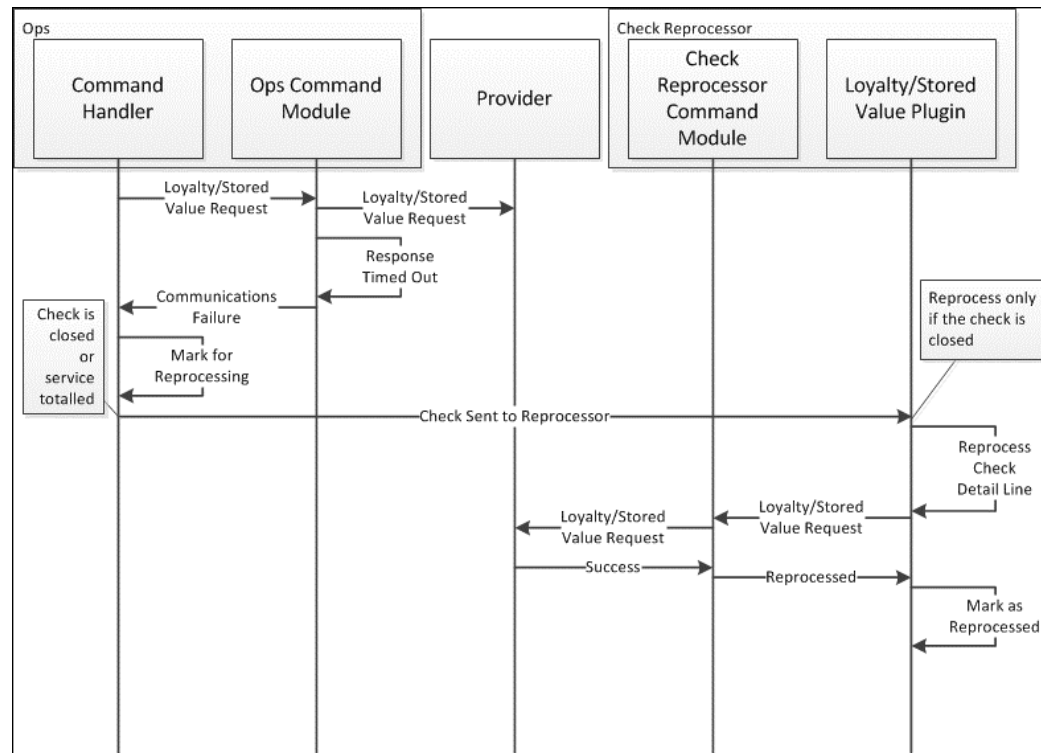 Ops
Check Reprocessor
Command
Handler
Ops Command
Module
Provider
Check
Reprocessor
Command
Module
Loyalty/Stored
Value Plugin
Loyalty/Stored
Value Request
Loyalty/Stored
Value Request
Response
Timed Out
Communications
Failure
Check is
closed
or
service
totalled
Mark for
Reprocessing
Reprocess only
if the check is
closed
Check Sent to Reprocessor
Reprocess
Check
Detail Line
Loyalty/Stored
Value Request
Loyalty/Stored
Value Request
Success
Reprocessed
Mark as
Reprocessed